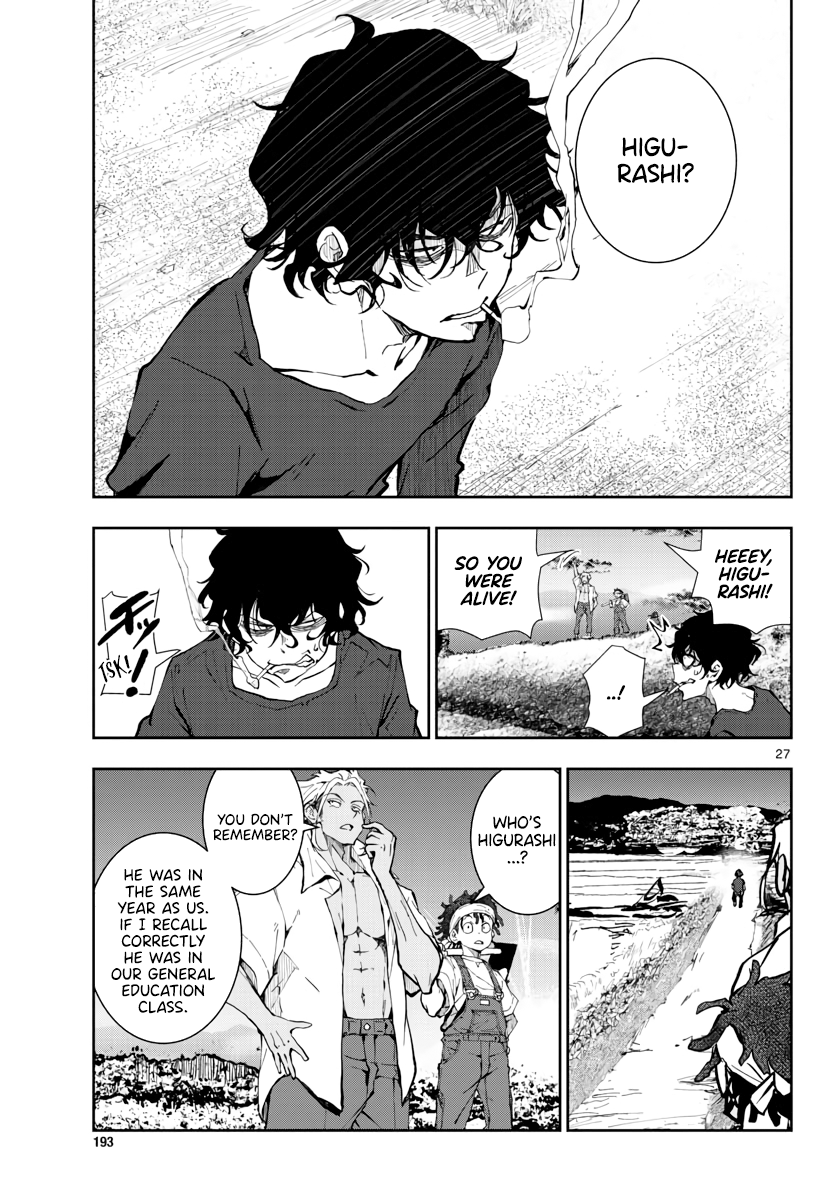 HIGU-
RASHI?
HEEEY,
HIGU-
RASHI!
SO YOU
WERE
ALIVE!
..!
チッ!
TSK!
27
WHO'S
HIGURASHI
...?
YOU DON'T
REMEMBER?
HE WAS IN
THE SAME
YEAR AS US.
IF I RECALL
CORRECTLY
HE WAS IN
OUR GENERAL
EDUCATION
CLASS.
193